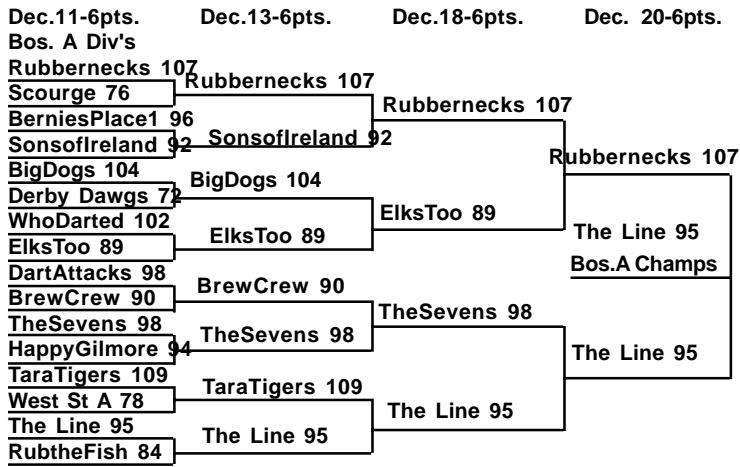 Dec.11-6pts. Dec.13-6pts. Dec.18-6pts. Dec. 20-6pts.
Bos. A Div's
Rubbernecks 107
Scourge 76
BerniesPlace1 96
SonsofIreland 92
BigDogs 104
Derby Dawgs 72
WhoDarted 102
ElksToo 89
DartAttacks 98
BrewCrew 90
TheSevens 98
HappyGilmore 94
TaraTigers 109
West St A 78
The Line 95
RubtheFish 84
Rubbernecks 107
SonsofIreland 92
BigDogs 104
ElksToo 89
BrewCrew 90
TheSevens 98
TaraTigers 109
The Line 95
Rubbernecks 107
ElksToo 89
TheSevens 98
The Line 95
Rubbernecks 107
The Line 95
Bos.A Champs
The Line 95